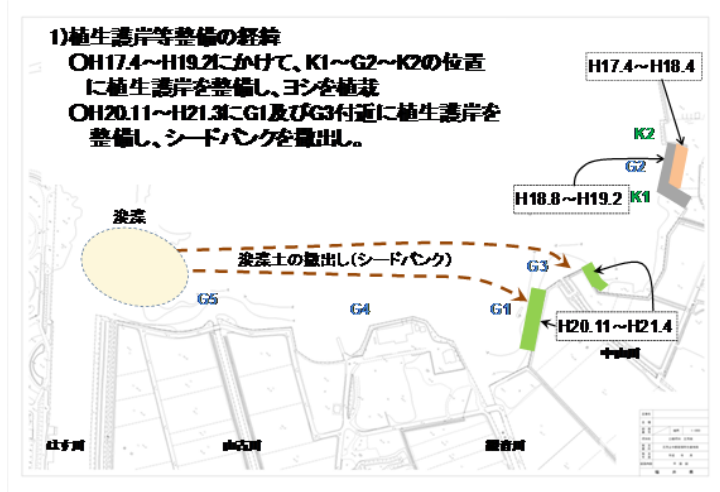 1)植生護岸等整備の経緯
〇H17.4～H19.2にかけて、K1～G2～K2の位置
に植生護岸を整備し、ヨシを植栽
〇H20.11～H21.3にG1及びG3付近に植生護岸を
整備し、シードバンクを撒出し。
H17.4～H18.4
K2
G2
H18.8～H19.2
K1
浚渫
浚渫土の撒出し(シードバンク)
G3
G5
G4
G1
H20.11～H21.4